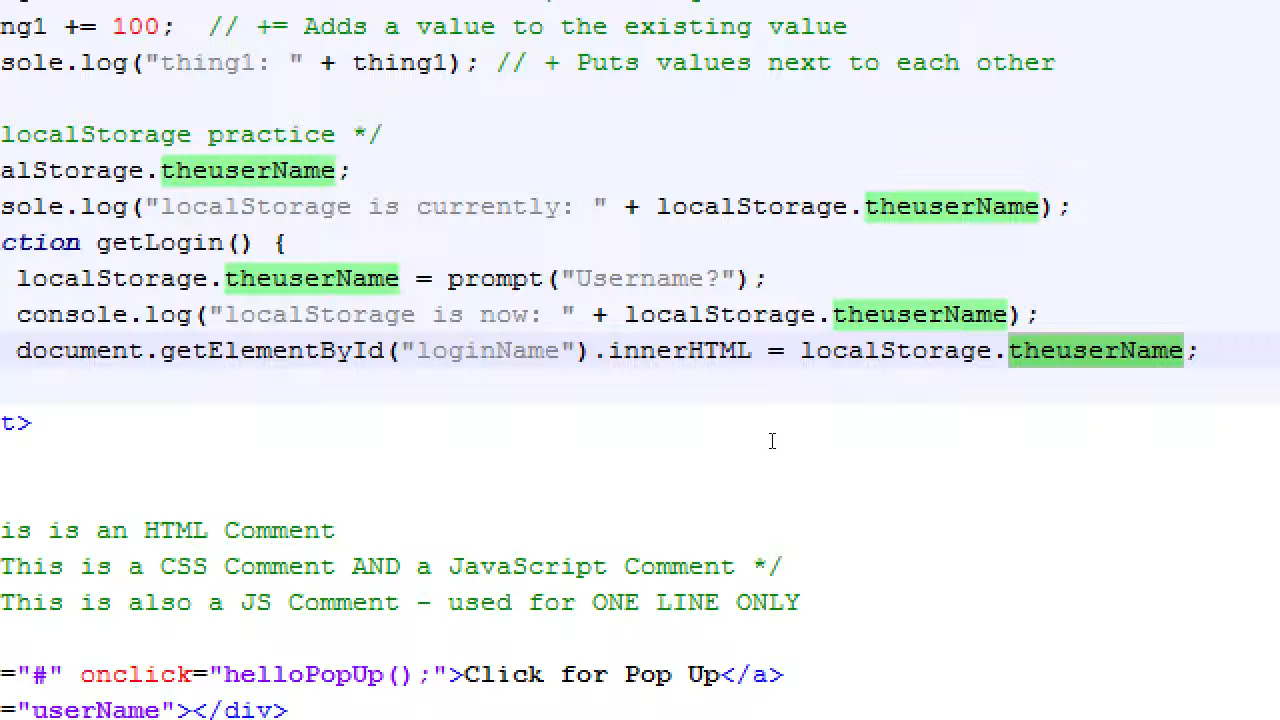 ng1 += 100;  // += Adds a value to the existing value
sole.log("thing1: " + thing1); // + Puts values next to each other
localStorage practice */
alStorage.theuserName;
sole.log("localStorage is currently: " + localStorage.theuserName);
ction getLogin() {
localStorage.theuserName = prompt("Username?");
console.log("localStorage is now: " + localStorage.theuserName);
document.getElementById("loginName").innerHTML = localStorage.theuserName;
t>
is is an HTML Comment
This is a CSS Comment AND a JavaScript Comment */
This is also a JS Comment - used for ONE LINE ONLY
="#" onclick="helloPopUp();">Click for Pop Up</a>
="userName"></div>